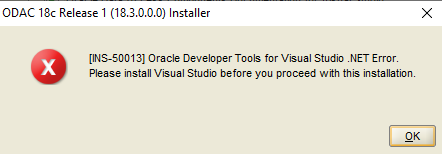 ODAC 18c Release 1 (18.3.0.0.0) Installer
[INS-50013] Oracle Developer Tools for Visual Studio .NET Error.
Please install Visual Studio before you proceed with this installation.
OK